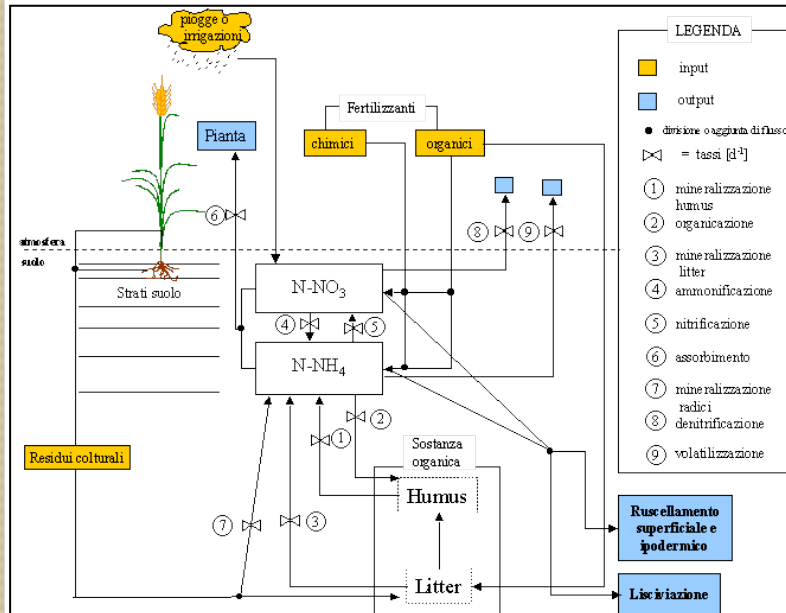 piogge o
irrigazioni
Pianta
Fertilizzanti
chimici
organici
6
8
9
atmosfera
suolo
Strati suolo
N-NO3
4
5
N-NH4
1
2
Residui colturali
Sostanza
organica
Humus
7
3
Litter
Ruscellamento
superficiale e
ipodermico
Lisciviazione
LEGENDA
input
output
divisione o aggiunta di flusso
= tassi [d-1]
1 mineralizzazione
humus
2 organicazione
3 mineralizzazione
litter
4 ammonificazione
5 nitrificazione
6 assorbimento
7 mineralizzazione
radici
8 denitrificazione
9 volatilizzazione